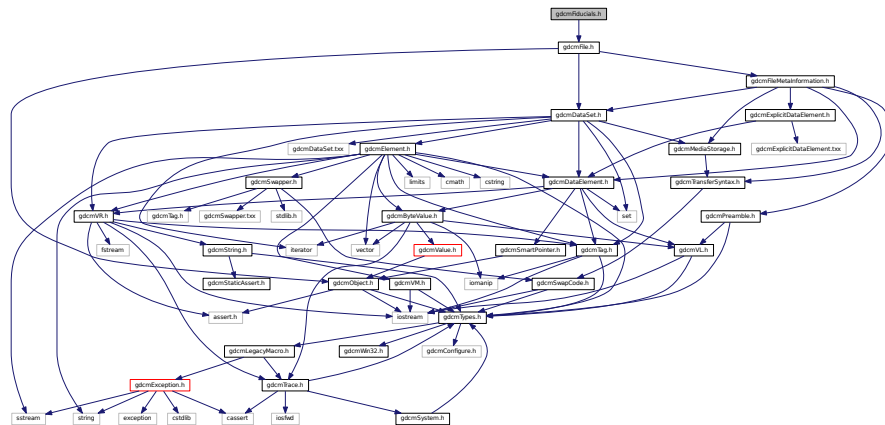 gdcmFiducials.h
gdcmFile.h
gdcmFileMetaInformation.h
gdcmDataSet.h
gdcmExplicitDataElement.h
gdcmDataSet.txx
gdcmElement.h
gdcmMediaStorage.h
gdcmExplicitDataElement.txx
gdcmSwapper.h
limits
cmath
cstring
gdcmDataElement.h
gdcmTransferSyntax.h
gdcmVR.h
gdcmTag.h
gdcmSwapper.txx
stdlib.h
gdcmByteValue.h
set
gdcmPreamble.h
fstream
gdcmString.h
iterator
vector
gdcmValue.h
gdcmSmartPointer.h
gdcmTag.h
gdcmVL.h
gdcmStaticAssert.h
gdcmObject.h
gdcmVM.h
iomanip
gdcmSwapCode.h
assert.h
iostream
gdcmTypes.h
gdcmLegacyMacro.h
gdcmWin32.h
gdcmConfigure.h
gdcmException.h
gdcmTrace.h
sstream
string
exception
cstdlib
cassert
iosfwd
gdcmSystem.h